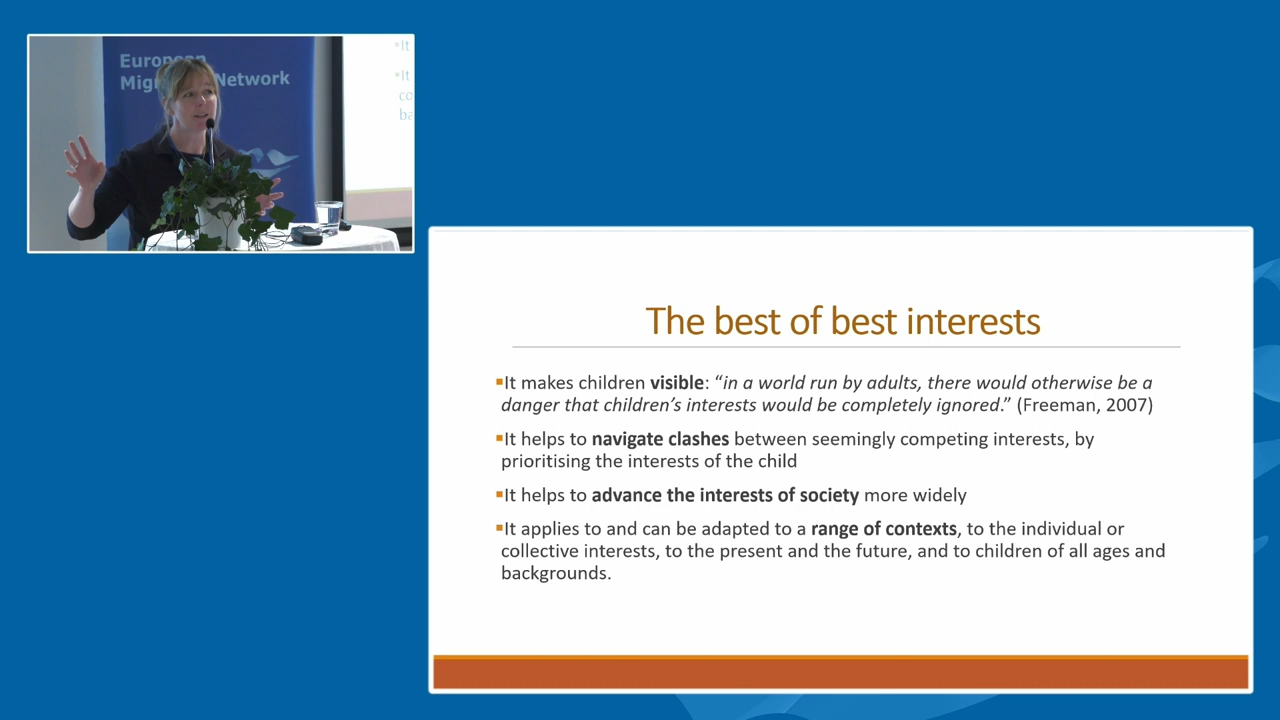 European
Network
The best of best interests
▪It makes children visible: “in a world run by adults, there would otherwise be a
danger that children’s interests would be completely ignored.” (Freeman, 2007)
▪It helps to navigate clashes between seemingly competing interests, by
prioritising the interests of the child
▪It helps to advance the interests of society more widely
▪It applies to and can be adapted to a range of contexts, to the individual or
collective interests, to the present and the future, and to children of all ages and
backgrounds.